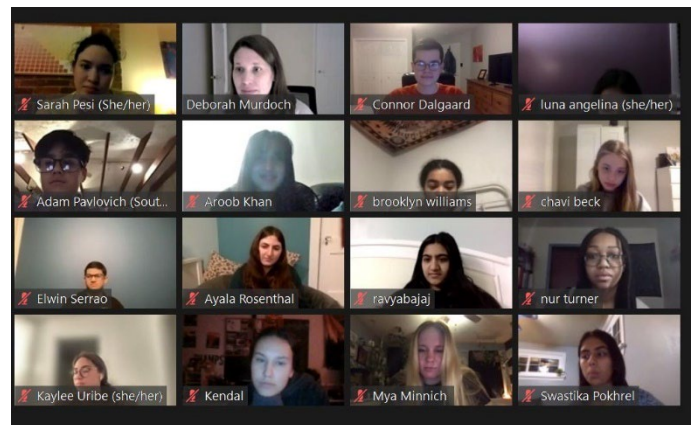 Sarah Pesi (She/her)
Deborah Murdoch
Connor Dalgaard
luna angelina (she/her)
Adam Pavlovich (Sout...
Aroob Khan
brooklyn williams
chavi beck
Elwin Serrao
Ayala Rosenthal
ravyabajaj
nur turner
Kaylee Uribe (she/her)
Kendal
Mya Minnich
Swastika Pokhrel